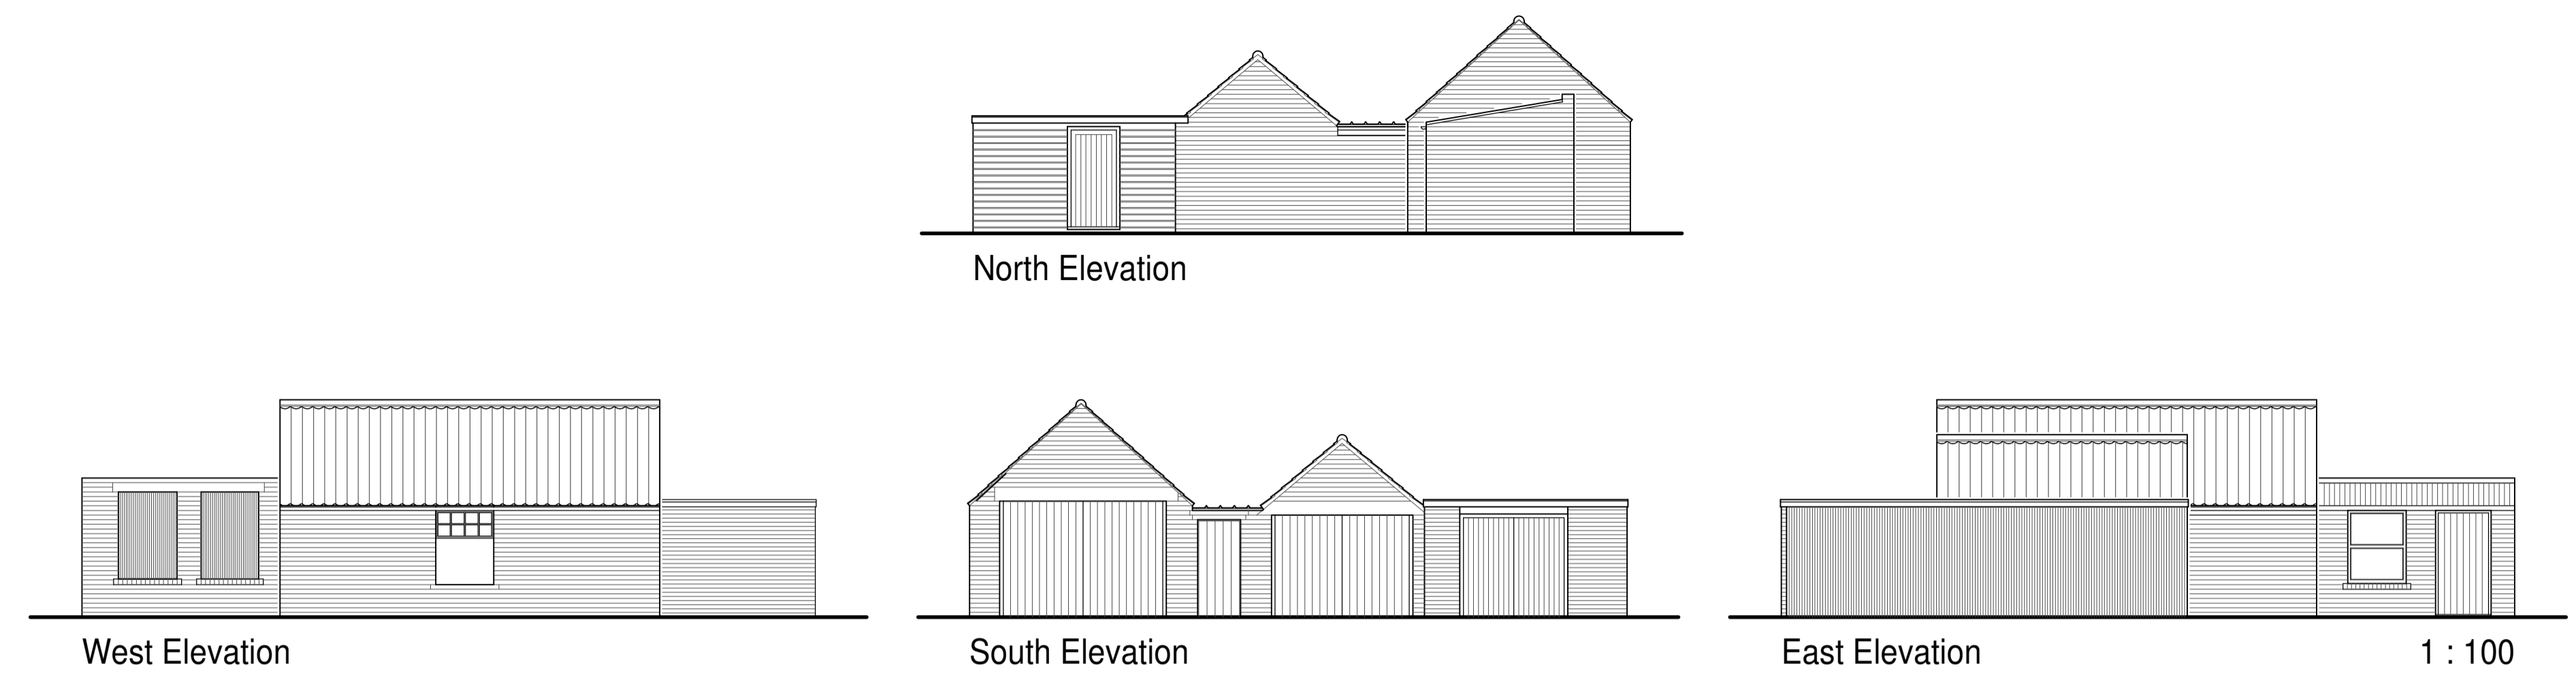 North Elevation
West Elevation
South Elevation
East Elevation
1 : 100